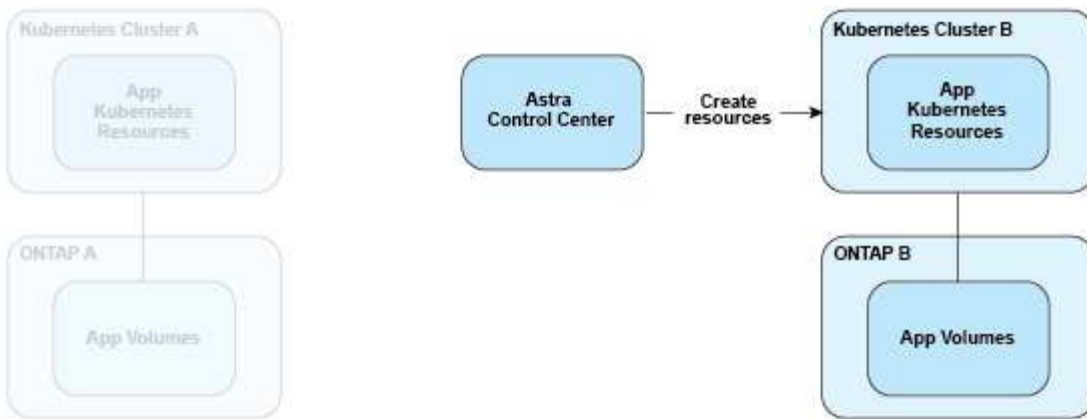 Kubernetes Cluster A
App
Kubernetes
Resources
ONTAP A
App Volumes
Astra
Control Center
Create
resources
Kubernetes Cluster B
App
Kubernetes
Resources
ONTAP B
App Volumes